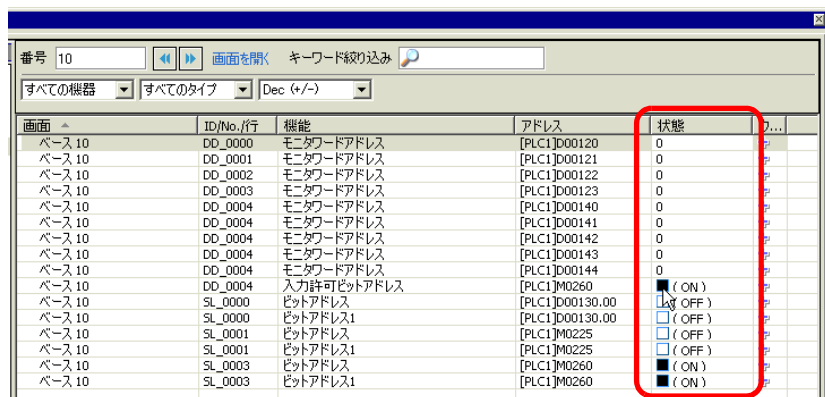 番号 10 画面を開く キーワード絞り込み
すべての機器 すべてのタイプ Dec (+/-)
画面 ID/No./行 機能 アドレス 状態 ウ...
ベース 10 DD_0000 モニタワードアドレス [PLC1]D00120 0
ベース 10 DD_0001 モニタワードアドレス [PLC1]D00121 0
ベース 10 DD_0002 モニタワードアドレス [PLC1]D00122 0
ベース 10 DD_0003 モニタワードアドレス [PLC1]D00123 0
ベース 10 DD_0004 モニタワードアドレス [PLC1]D00140 0
ベース 10 DD_0004 モニタワードアドレス [PLC1]D00141 0
ベース 10 DD_0004 モニタワードアドレス [PLC1]D00142 0
ベース 10 DD_0004 モニタワードアドレス [PLC1]D00143 0
ベース 10 DD_0004 モニタワードアドレス [PLC1]D00144 0
ベース 10 DD_0004 入力許可ビットアドレス [PLC1]M0260 ( ON )
ベース 10 SL_0000 ビットアドレス [PLC1]D00130.00 ( OFF )
ベース 10 SL_0000 ビットアドレス1 [PLC1]D00130.00 ( OFF )
ベース 10 SL_0001 ビットアドレス [PLC1]M0225 ( OFF )
ベース 10 SL_0001 ビットアドレス1 [PLC1]M0225 ( OFF )
ベース 10 SL_0003 ビットアドレス [PLC1]M0260 ( ON )
ベース 10 SL_0003 ビットアドレス1 [PLC1]M0260 ( ON )